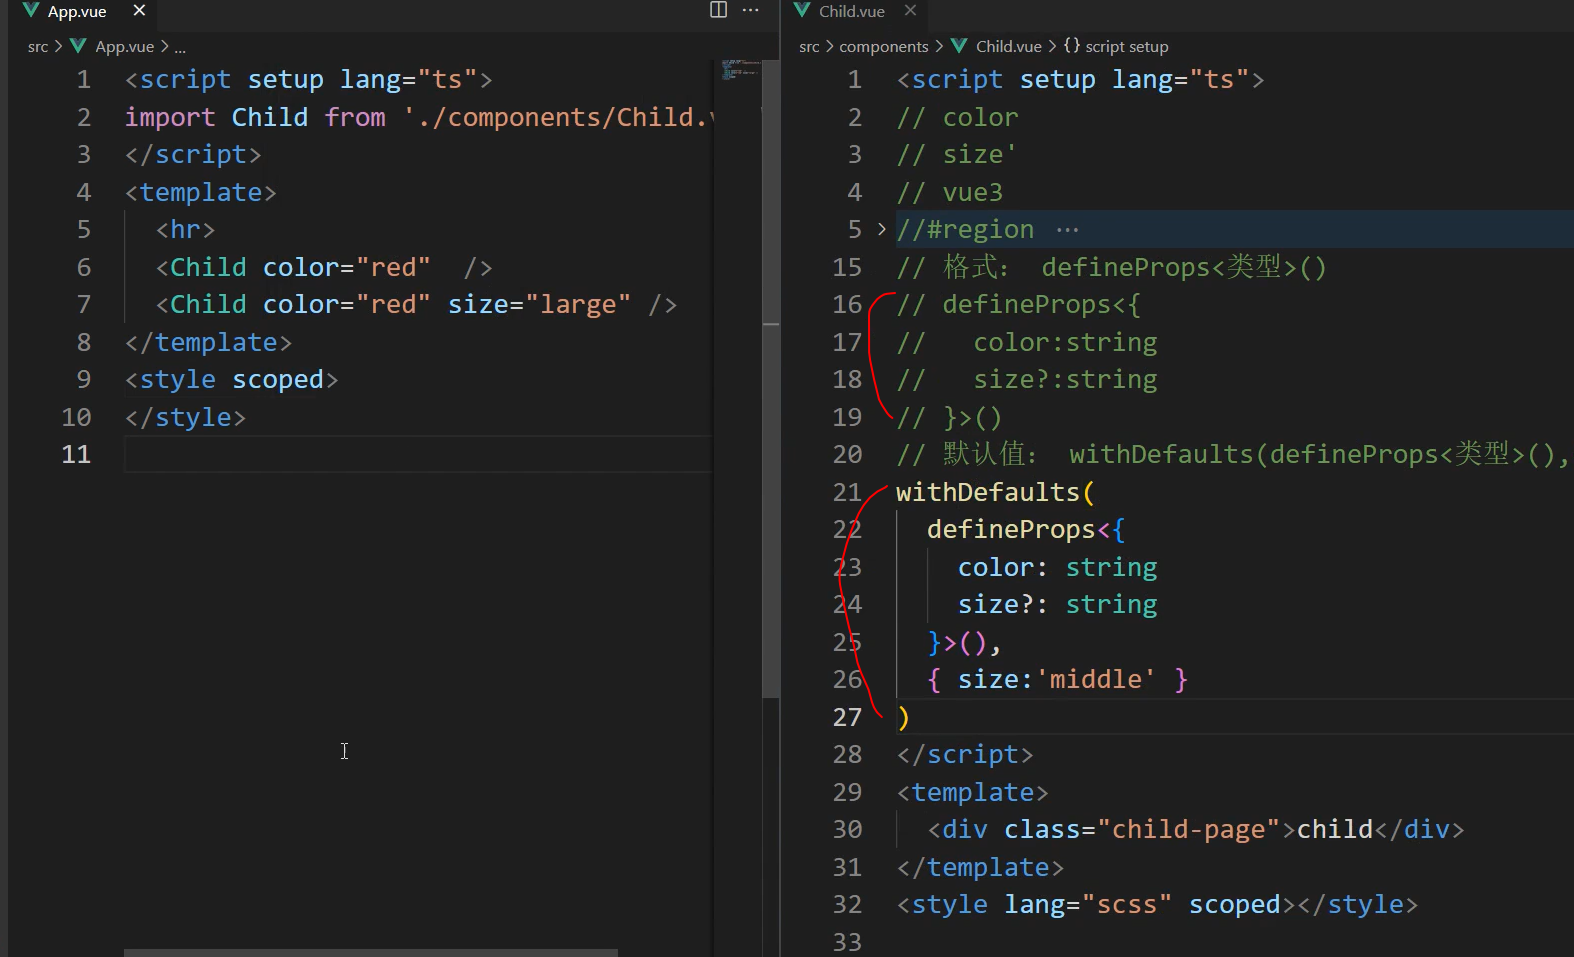 App.vue
src > App.vue > ...
1 <script setup lang="ts">
2 import Child from './components/Child.
3 </script>
4 <template>
5 <hr>
6 <Child color="red" />
7 <Child color="red" size="large" />
8 </template>
9 <style scoped>
10 </style>
11
Child.vue
src > components > Child.vue > {} script setup
1 <script setup lang="ts">
2 // color
3 // size'
4 // vue3
5 //#region ...
15 // 格式： defineProps<类型>()
16 // defineProps<{
17 // color:string
18 // size?:string
19 // }>()
20 // 默认值： withDefaults(defineProps<类型>(),
21 withDefaults(
22 defineProps<{
23 color: string
24 size?: string
25 }>(),
26 { size:'middle' }
27 )
28 </script>
29 <template>
30 <div class="child-page">child</div>
31 </template>
32 <style lang="scss" scoped></style>
33